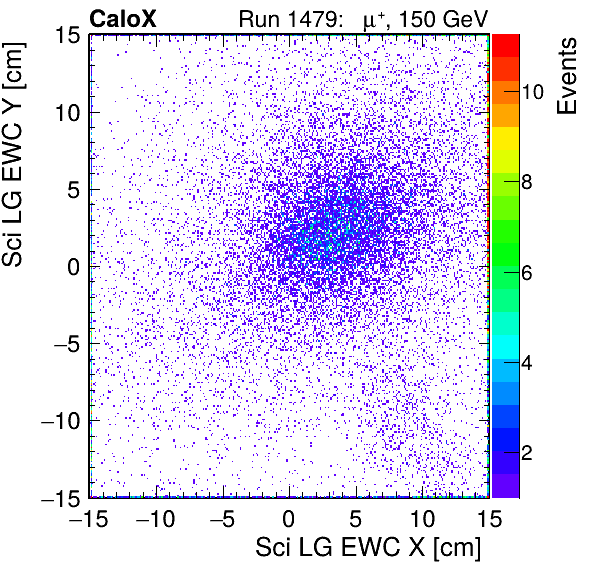 CaloX Run 1479: μ⁺, 150 GeV
Sci LG EWC Y [cm]
15
10
5
0
−5
−10
−15
−15 −10 −5 0 5 10 15
Sci LG EWC X [cm]
Events
10
8
6
4
2